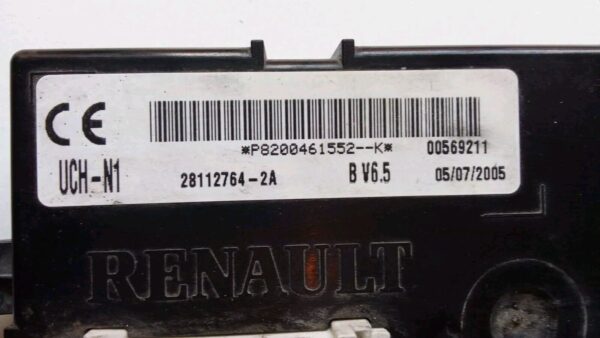 CE
*P8200461552--K* 00569211
UCH-N1 28112764-2A B V6.5 05/07/2005
RENAULT